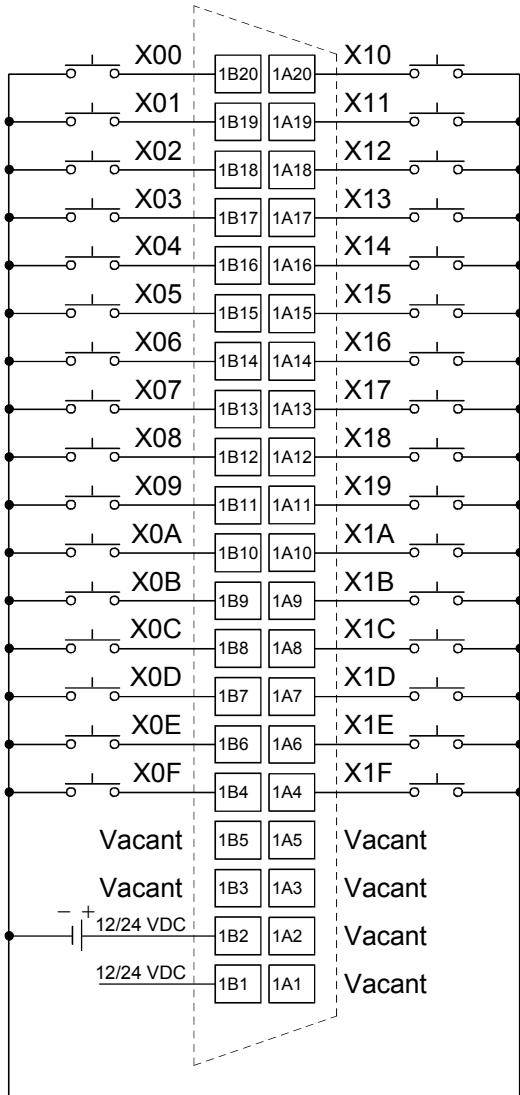 X00 1B20 1A20 X10
X01 1B19 1A19 X11
X02 1B18 1A18 X12
X03 1B17 1A17 X13
X04 1B16 1A16 X14
X05 1B15 1A15 X15
X06 1B14 1A14 X16
X07 1B13 1A13 X17
X08 1B12 1A12 X18
X09 1B11 1A11 X19
X0A 1B10 1A10 X1A
X0B 1B9 1A9 X1B
X0C 1B8 1A8 X1C
X0D 1B7 1A7 X1D
X0E 1B6 1A6 X1E
X0F 1B4 1A4 X1F
Vacant 1B5 1A5 Vacant
Vacant 1B3 1A3 Vacant
− + 12/24 VDC 1B2 1A2 Vacant
12/24 VDC 1B1 1A1 Vacant